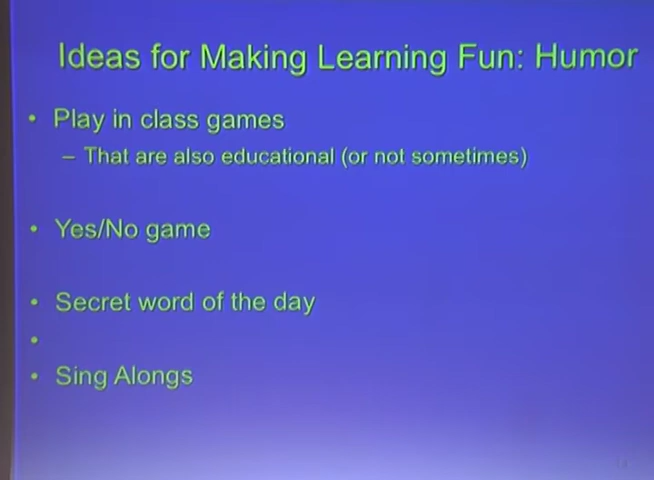 Ideas for Making Learning Fun: Humor
• Play in class games
– That are also educational (or not sometimes)
• Yes/No game
• Secret word of the day
•
• Sing Alongs